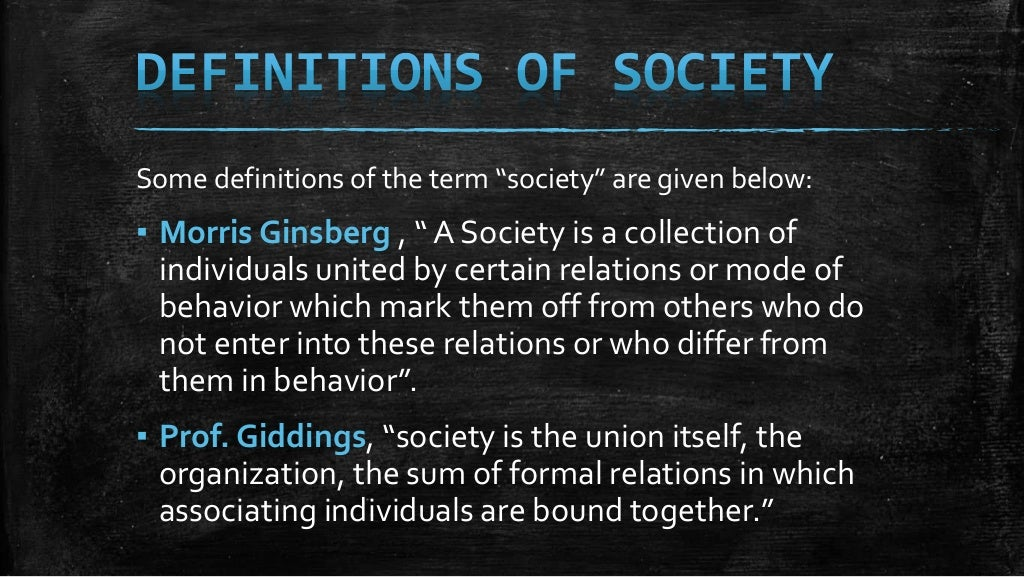 DEFINITIONS OF SOCIETY
Some definitions of the term “society” are given below:
▪ Morris Ginsberg , “ A Society is a collection of
individuals united by certain relations or mode of
behavior which mark them off from others who do
not enter into these relations or who differ from
them in behavior”.
▪ Prof. Giddings, “society is the union itself, the
organization, the sum of formal relations in which
associating individuals are bound together.”